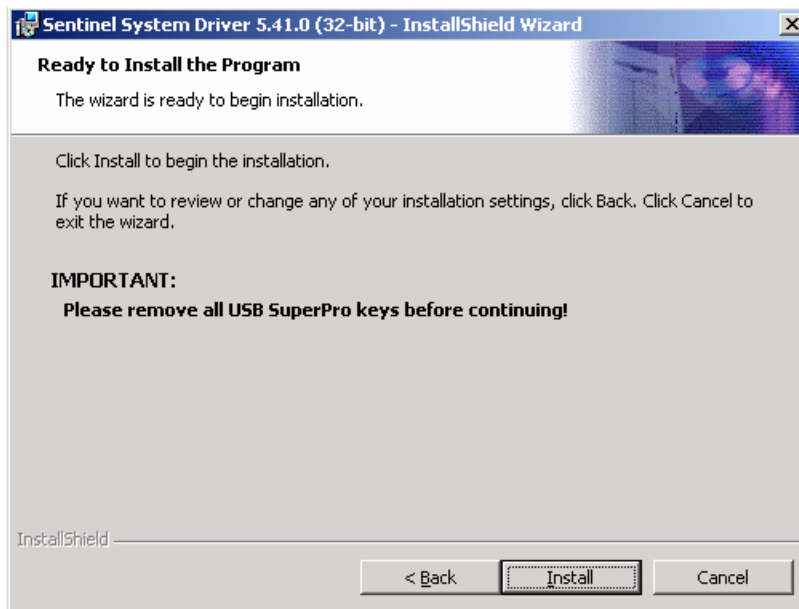 Sentinel System Driver 5.41.0 (32-bit) - InstallShield Wizard
Ready to Install the Program
The wizard is ready to begin installation.
Click Install to begin the installation.
If you want to review or change any of your installation settings, click Back. Click Cancel to
exit the wizard.
IMPORTANT:
Please remove all USB SuperPro keys before continuing!
InstallShield
< Back
Install
Cancel